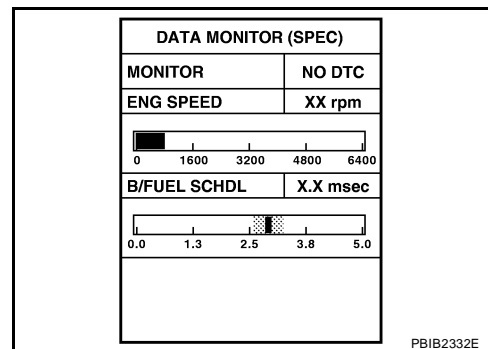 DATA MONITOR (SPEC)
MONITOR NO DTC
ENG SPEED XX rpm
0 1600 3200 4800 6400
B/FUEL SCHDL X.X msec
0.0 1.3 2.5 3.8 5.0
PBIB2332E